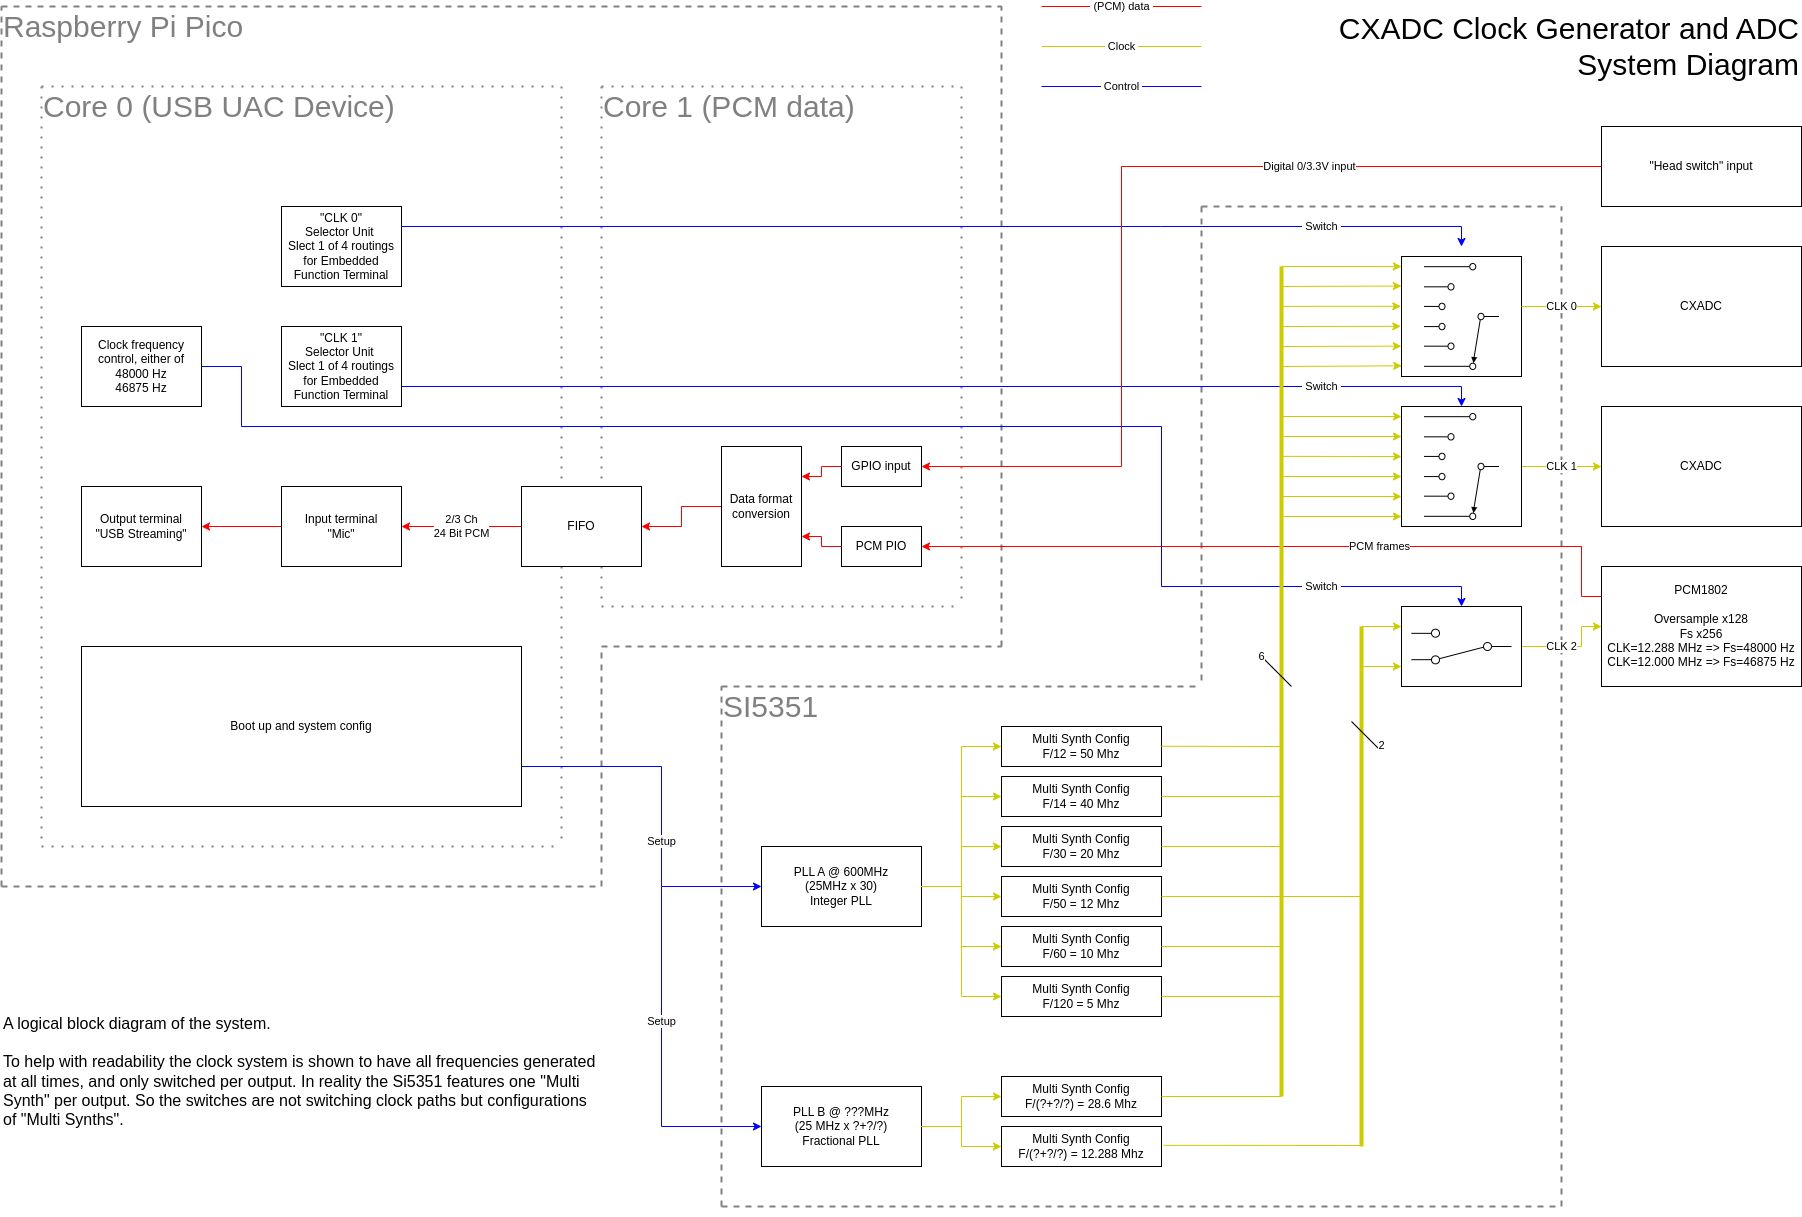 Raspberry Pi Pico
(PCM) data
Clock
Control
CXADC Clock Generator and ADC
System Diagram
Core 0 (USB UAC Device)
Core 1 (PCM data)
"Head switch" input
Digital 0/3.3V input
"CLK 0"
Selector Unit
Slect 1 of 4 routings
for Embedded
Function Terminal
Switch
CLK 0
CXADC
Clock frequency
control, either of
48000 Hz
46875 Hz
"CLK 1"
Selector Unit
Slect 1 of 4 routings
for Embedded
Function Terminal
Switch
CLK 1
CXADC
Output terminal
"USB Streaming"
Input terminal
"Mic"
2/3 Ch
24 Bit PCM
FIFO
Data format
conversion
GPIO input
PCM PIO
PCM frames
Switch
CLK 2
PCM1802
Oversample x128
Fs x256
CLK=12.288 MHz => Fs=48000 Hz
CLK=12.000 MHz => Fs=46875 Hz
6
2
Boot up and system config
Setup
Setup
SI5351
PLL A @ 600MHz
(25MHz x 30)
Integer PLL
Multi Synth Config
F/12 = 50 Mhz
Multi Synth Config
F/14 = 40 Mhz
Multi Synth Config
F/30 = 20 Mhz
Multi Synth Config
F/50 = 12 Mhz
Multi Synth Config
F/60 = 10 Mhz
Multi Synth Config
F/120 = 5 Mhz
PLL B @ ???MHz
(25 MHz x ?+?/?)
Fractional PLL
Multi Synth Config
F/(?+?/?) = 28.6 Mhz
Multi Synth Config
F/(?+?/?) = 12.288 Mhz
A logical block diagram of the system.
To help with readability the clock system is shown to have all frequencies generated
at all times, and only switched per output. In reality the Si5351 features one "Multi
Synth" per output. So the switches are not switching clock paths but configurations
of "Multi Synths".